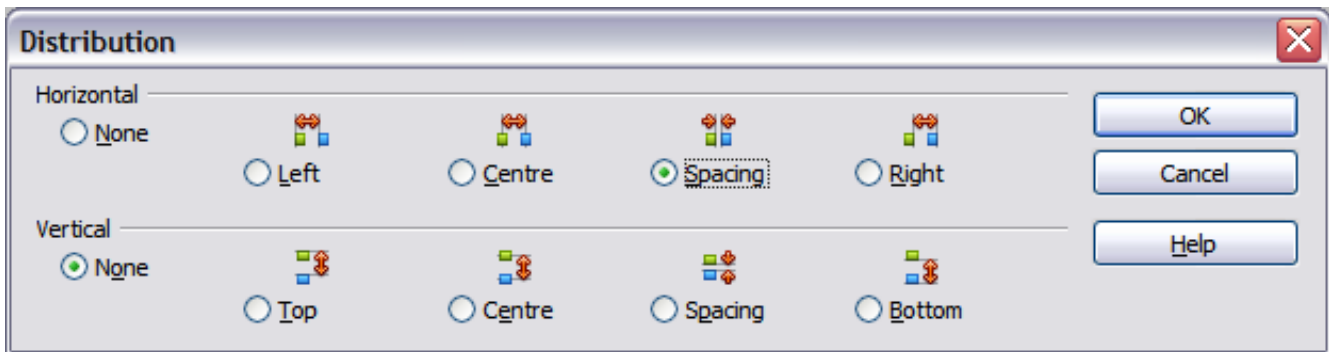 Distribution
Horizontal
None
Left Centre Spacing Right
Vertical
None
Top Centre Spacing Bottom
OK
Cancel
Help